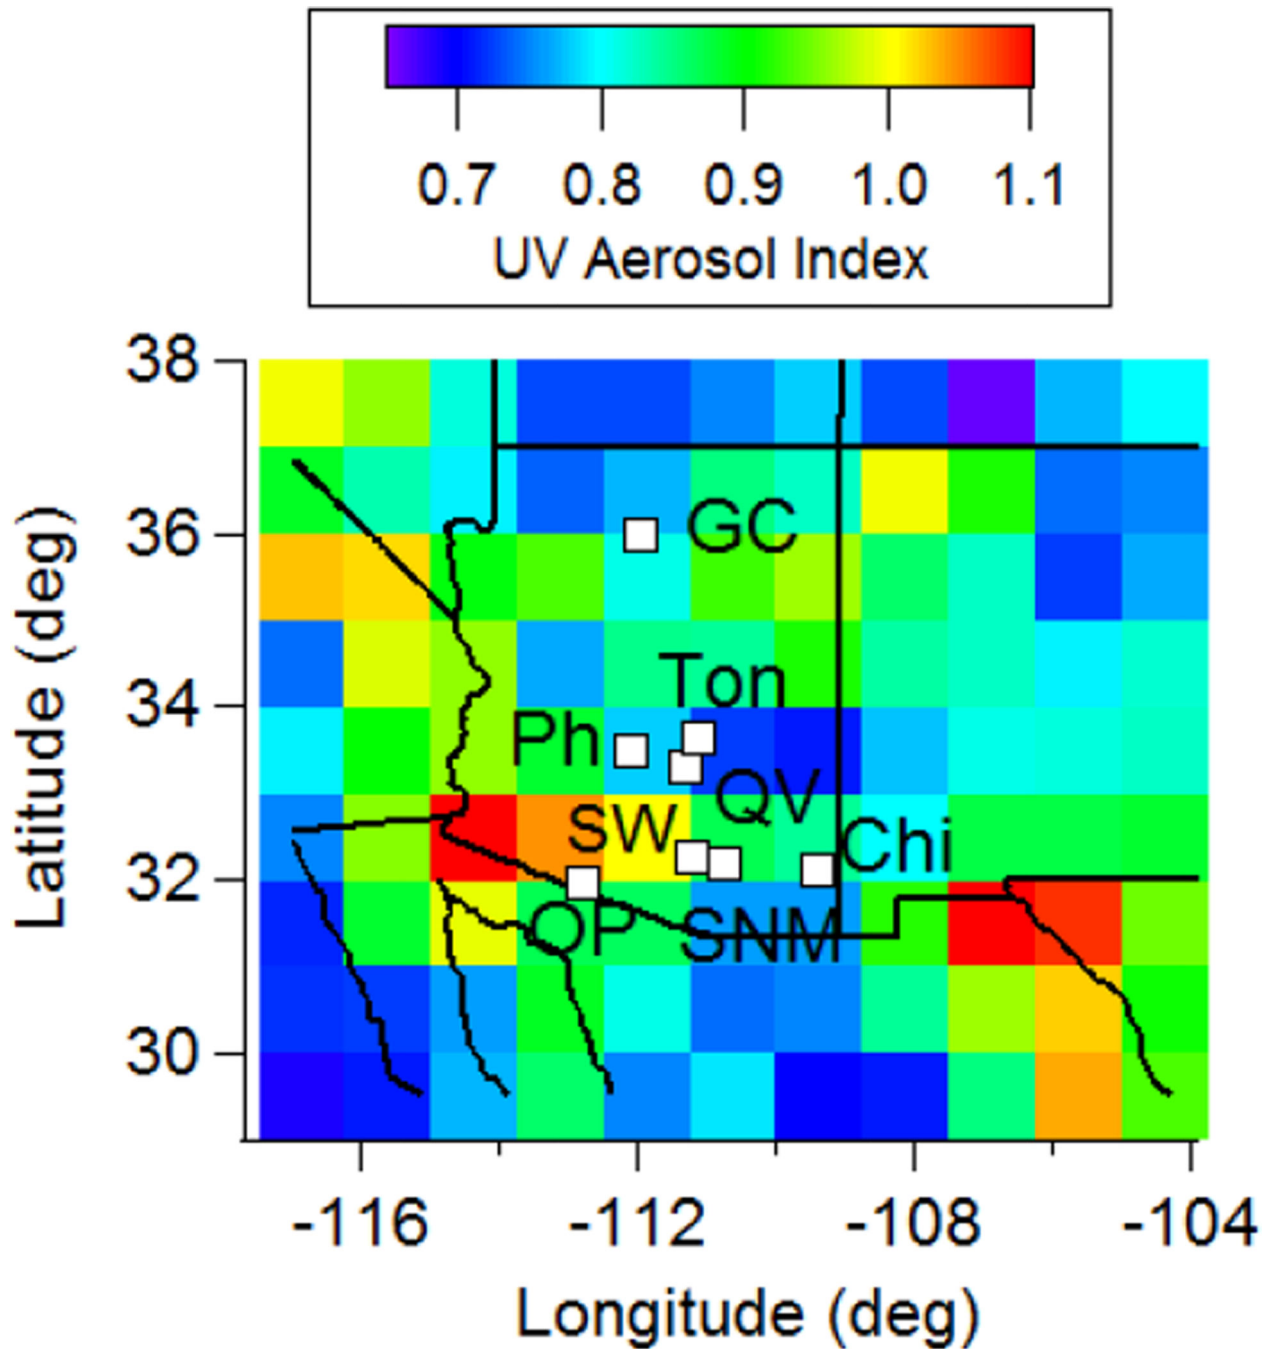 0.7 0.8 0.9 1.0 1.1
UV Aerosol Index
38
36
34
32
30
Latitude (deg)
GC
Ton
Ph
QV
SW
Chi
OP
SNM
-116 -112 -108 -104
Longitude (deg)